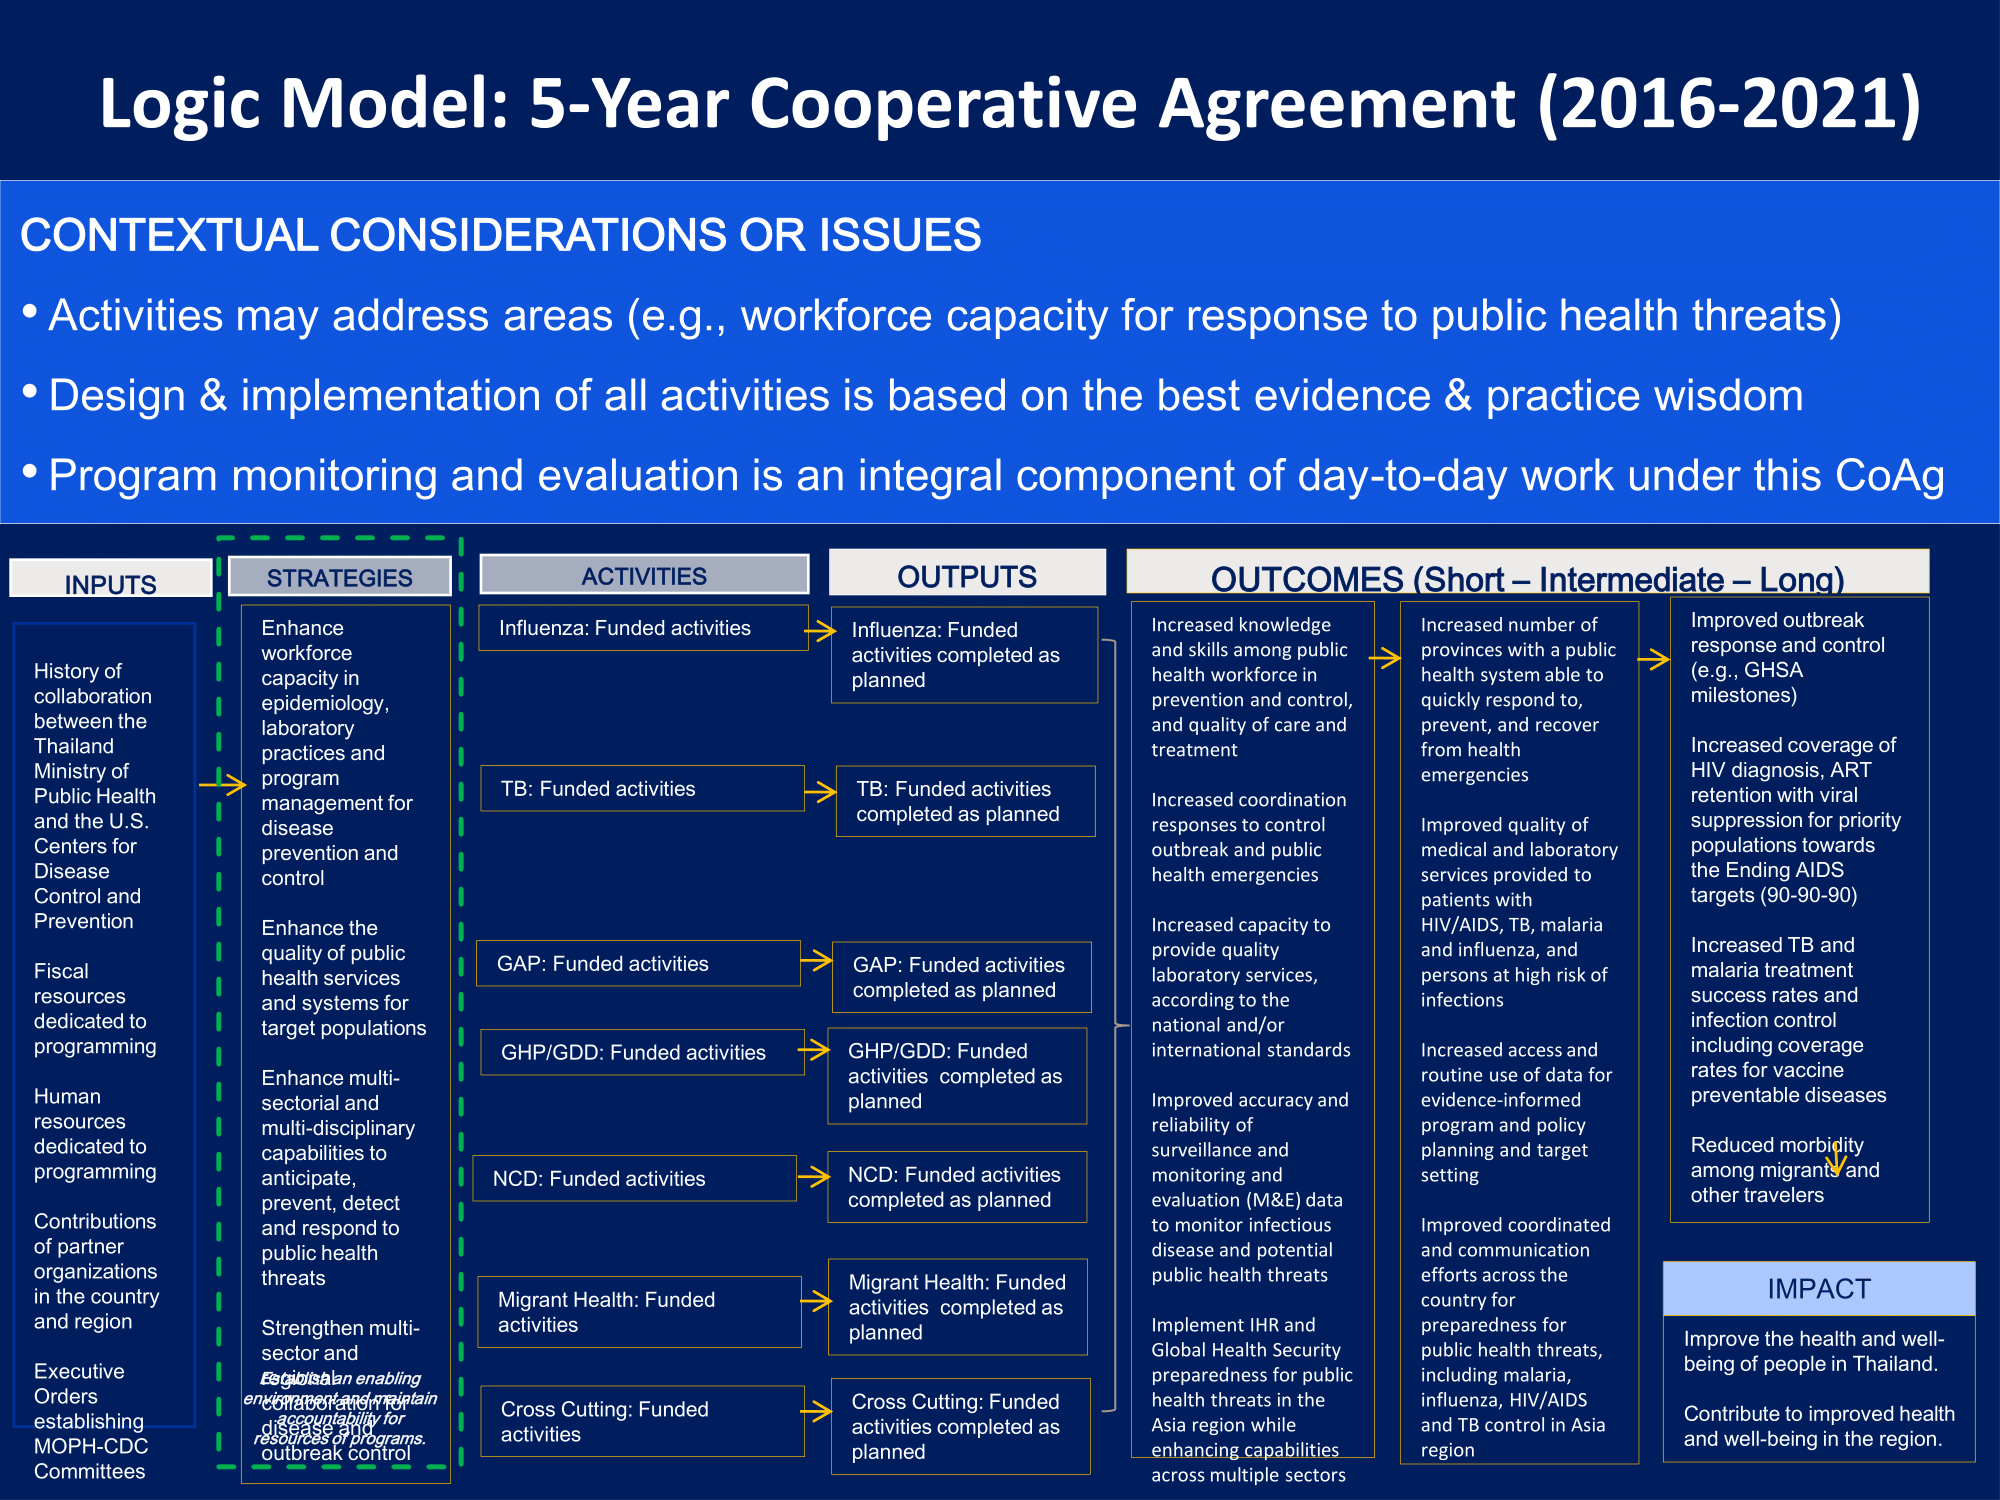 Logic Model: 5-Year Cooperative Agreement (2016-2021)
CONTEXTUAL CONSIDERATIONS OR ISSUES
• Activities may address areas (e.g., workforce capacity for response to public health threats)
• Design & implementation of all activities is based on the best evidence & practice wisdom
• Program monitoring and evaluation is an integral component of day-to-day work under this CoAg
INPUTS
History of
collaboration
between the
Thailand
Ministry of
Public Health
and the U.S.
Centers for
Disease
Control and
Prevention
Fiscal
resources
dedicated to
programming
Human
resources
dedicated to
programming
Contributions
of partner
organizations
in the country
and region
Executive
Orders
establishing
MOPH-CDC
Committees
STRATEGIES
Enhance
workforce
capacity in
epidemiology,
laboratory
practices and
program
management for
disease
prevention and
control
Enhance the
quality of public
health services
and systems for
target populations
Enhance multi-
sectorial and
multi-disciplinary
capabilities to
anticipate,
prevent, detect
and respond to
public health
threats
Strengthen multi-
sector and
regional
collaboration for
disease and
outbreak control
Establish an enabling
environment and maintain
accountability for
resources of programs.
ACTIVITIES
Influenza: Funded activities
TB: Funded activities
GAP: Funded activities
GHP/GDD: Funded activities
NCD: Funded activities
Migrant Health: Funded
activities
Cross Cutting: Funded
activities
OUTPUTS
Influenza: Funded
activities completed as
planned
TB: Funded activities
completed as planned
GAP: Funded activities
completed as planned
GHP/GDD: Funded
activities completed as
planned
NCD: Funded activities
completed as planned
Migrant Health: Funded
activities completed as
planned
Cross Cutting: Funded
activities completed as
planned
OUTCOMES (Short – Intermediate – Long)
Increased knowledge
and skills among public
health workforce in
prevention and control,
and quality of care and
treatment
Increased coordination
responses to control
outbreak and public
health emergencies
Increased capacity to
provide quality
laboratory services,
according to the
national and/or
international standards
Improved accuracy and
reliability of
surveillance and
monitoring and
evaluation (M&E) data
to monitor infectious
disease and potential
public health threats
Implement IHR and
Global Health Security
preparedness for public
health threats in the
Asia region while
enhancing capabilities
across multiple sectors
Increased number of
provinces with a public
health system able to
quickly respond to,
prevent, and recover
from health
emergencies
Improved quality of
medical and laboratory
services provided to
patients with
HIV/AIDS, TB, malaria
and influenza, and
persons at high risk of
infections
Increased access and
routine use of data for
evidence-informed
program and policy
planning and target
setting
Improved coordinated
and communication
efforts across the
country for
preparedness for
public health threats,
including malaria,
influenza, HIV/AIDS
and TB control in Asia
region
Improved outbreak
response and control
(e.g., GHSA
milestones)
Increased coverage of
HIV diagnosis, ART
retention with viral
suppression for priority
populations towards
the Ending AIDS
targets (90-90-90)
Increased TB and
malaria treatment
success rates and
infection control
including coverage
rates for vaccine
preventable diseases
Reduced morbidity
among migrants and
other travelers
IMPACT
Improve the health and well-
being of people in Thailand.
Contribute to improved health
and well-being in the region.